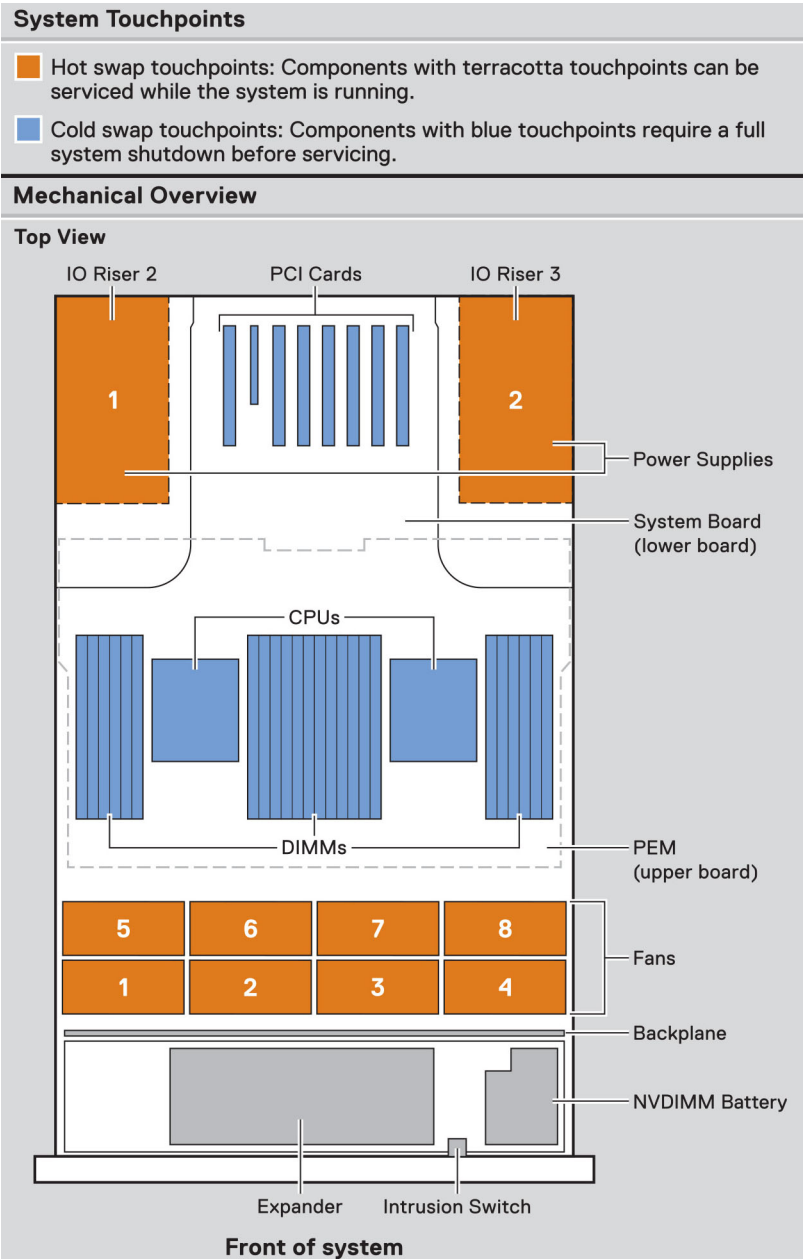 System Touchpoints
Hot swap touchpoints: Components with terracotta touchpoints can be
serviced while the system is running.
Cold swap touchpoints: Components with blue touchpoints require a full
system shutdown before servicing.
Mechanical Overview
Top View
IO Riser 2
PCI Cards
IO Riser 3
1
2
Power Supplies
System Board
(lower board)
CPUs
DIMMs
PEM
(upper board)
5
6
7
8
Fans
1
2
3
4
Backplane
NVDIMM Battery
Expander
Intrusion Switch
Front of system